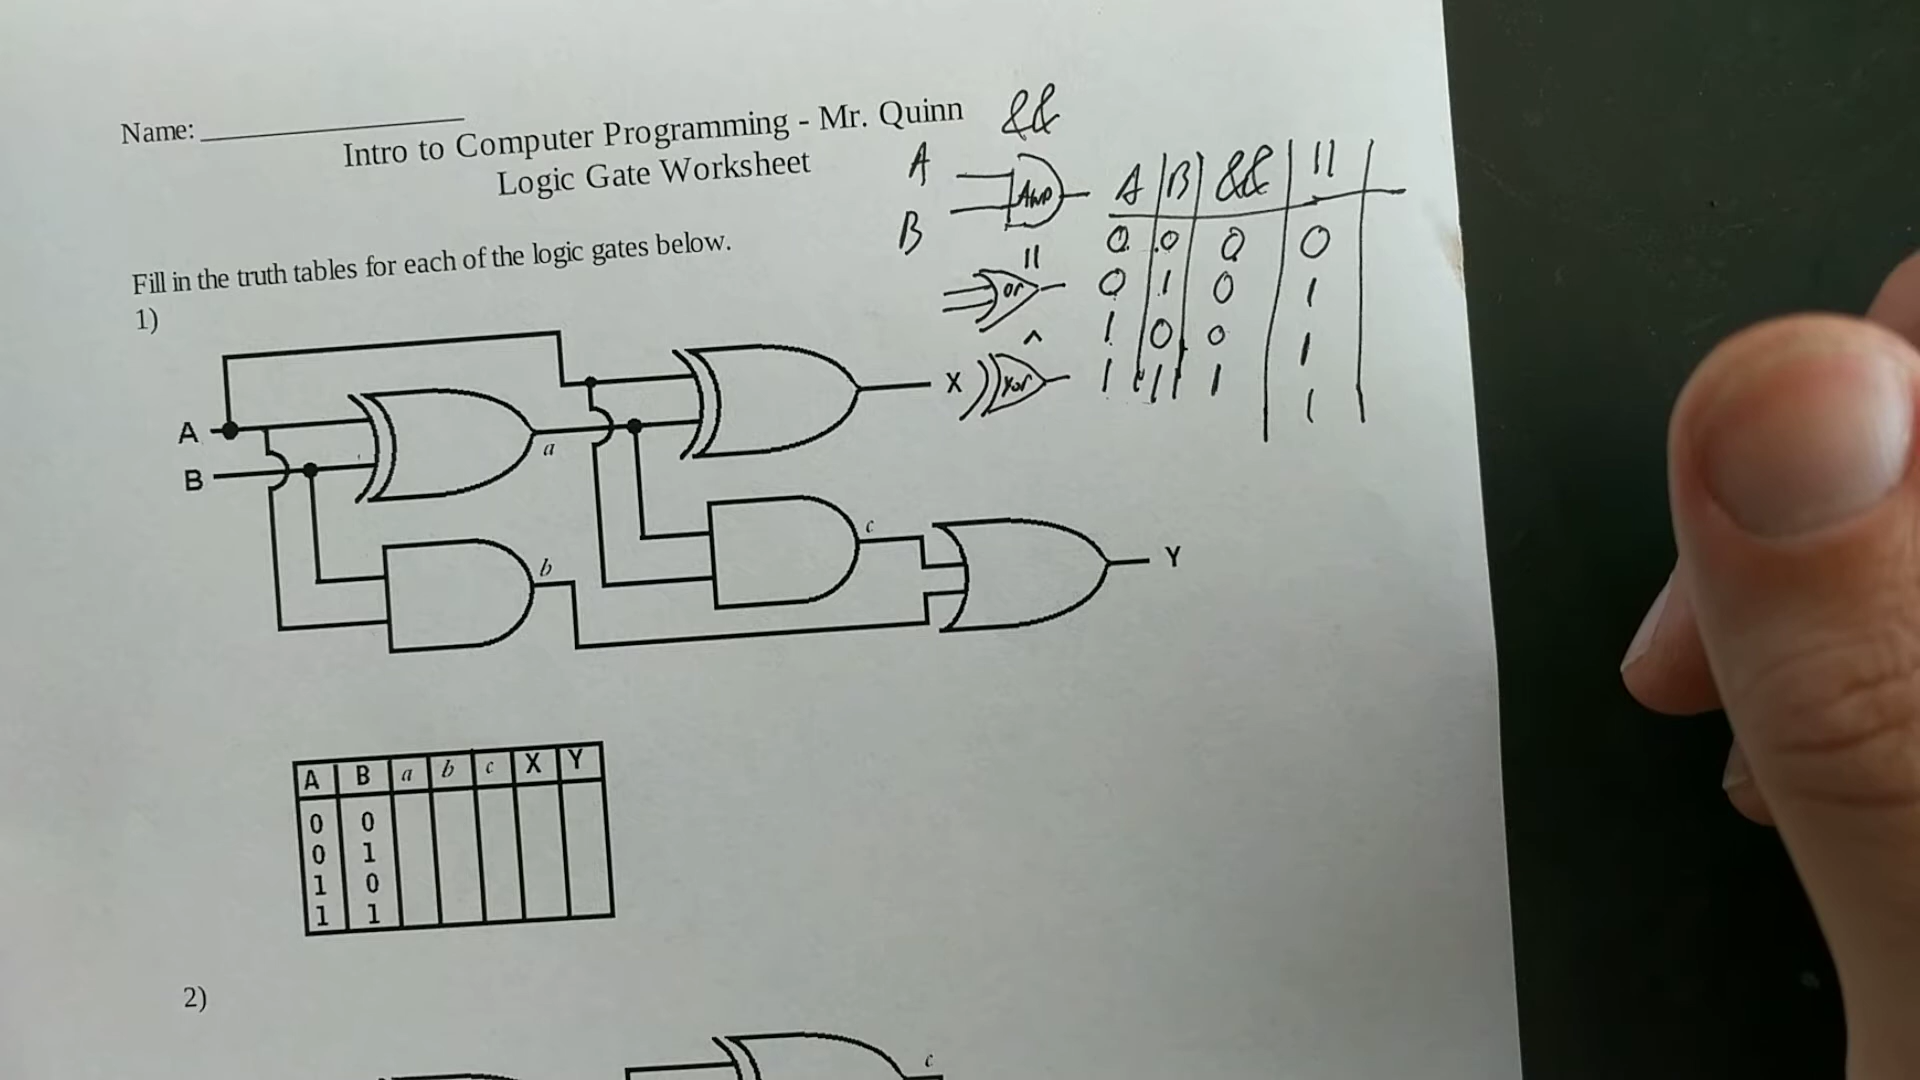 Name:
Intro to Computer Programming - Mr. Quinn
Logic Gate Worksheet
&&
A
B
AND
||
or
^
xor
A B && ||
0 0 0 0
0 1 0 1
1 0 0 1
1 1 1 1
Fill in the truth tables for each of the logic gates below.
1)
A
B
a
b
c
X
Y
A B a b c X Y
0 0
0 1
1 0
1 1
2)
c